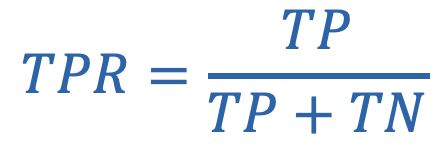 TPR = TP / TP + TN